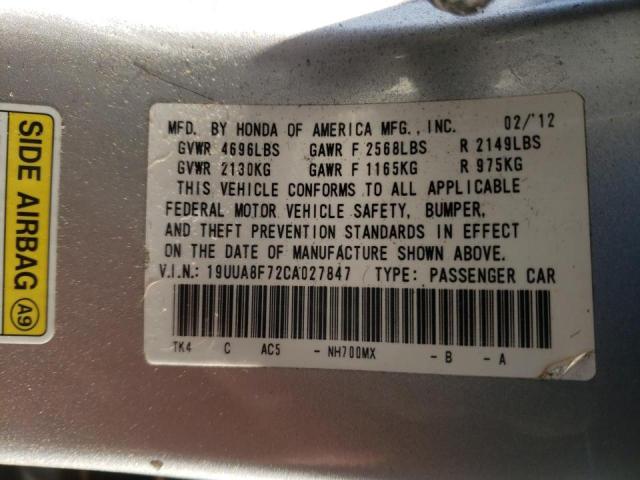 SIDE AIRBAG A9
MFD. BY HONDA OF AMERICA MFG., INC. 02/'12
GVWR 4696LBS GAWR F 2568LBS R 2149LBS
GVWR 2130KG GAWR F 1165KG R 975KG
THIS VEHICLE CONFORMS TO ALL APPLICABLE
FEDERAL MOTOR VEHICLE SAFETY, BUMPER,
AND THEFT PREVENTION STANDARDS IN EFFECT
ON THE DATE OF MANUFACTURE SHOWN ABOVE.
V.I.N.: 19UUA8F72CA027847 TYPE: PASSENGER CAR
TK4 C AC5 - NH700MX - B - A